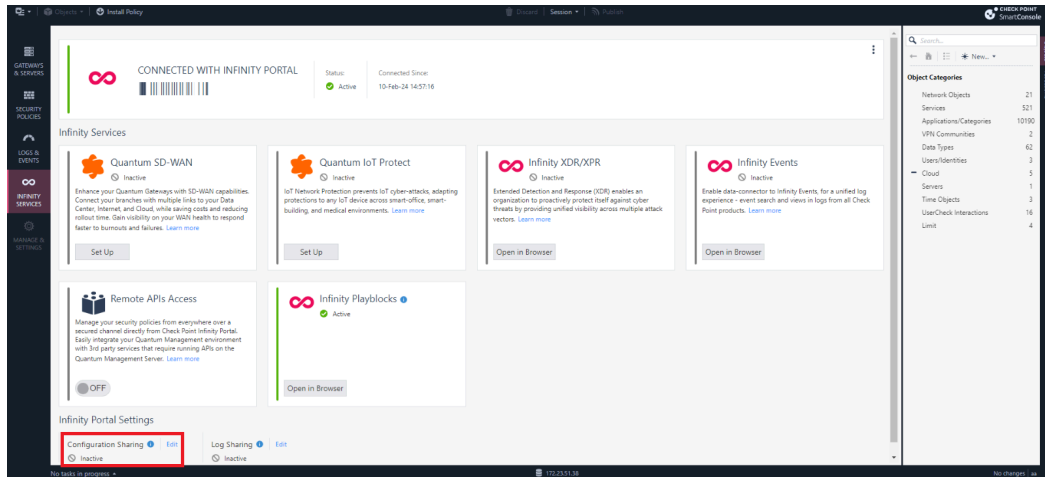 Objects
Install Policy
Discard
Session
Publish
CHECK POINT
SmartConsole
GATEWAYS
& SERVERS
SECURITY
POLICIES
LOGS &
EVENTS
INFINITY
SERVICES
MANAGE &
SETTINGS
CONNECTED WITH INFINITY PORTAL
Status:
Active
Connected Since:
10-Feb-24 14:57:16
Infinity Services
Quantum SD-WAN
Inactive
Enhance your Quantum Gateways with SD-WAN capabilities.
Connect your branches with multiple links to your Data
Center, Internet, and Cloud, while saving costs and reducing
rollout time. Gain visibility on your WAN health to respond
faster to burnouts and failures. Learn more
Set Up
Quantum IoT Protect
Inactive
IoT Network Protection prevents IoT cyber-attacks, adapting
protections to any IoT device across smart-office, smart-
building, and medical environments. Learn more
Set Up
Infinity XDR/XPR
Inactive
Extended Detection and Response (XDR) enables an
organization to proactively protect itself against cyber
threats by providing unified visibility across multiple attack
vectors. Learn more
Open in Browser
Infinity Events
Inactive
Enable data-connector to Infinity Events, for a unified log
experience - event search and views in logs from all Check
Point products. Learn more
Open in Browser
Remote APIs Access
Manage your security policies from everywhere over a
secured channel directly from Check Point Infinity Portal.
Easily integrate your Quantum Management environment
with 3rd party services that require running APIs on the
Quantum Management Server. Learn more
OFF
Infinity Playblocks
Active
Open in Browser
Infinity Portal Settings
Configuration Sharing Edit
Inactive
Log Sharing Edit
Inactive
Search...
New...
Object Categories
Network Objects 21
Services 521
Applications/Categories 10190
VPN Communities 2
Data Types 62
Users/Identities 3
Cloud 5
Servers 1
Time Objects 3
UserCheck Interactions 16
Limit 4
No tasks in progress
172.23.51.38
No changes